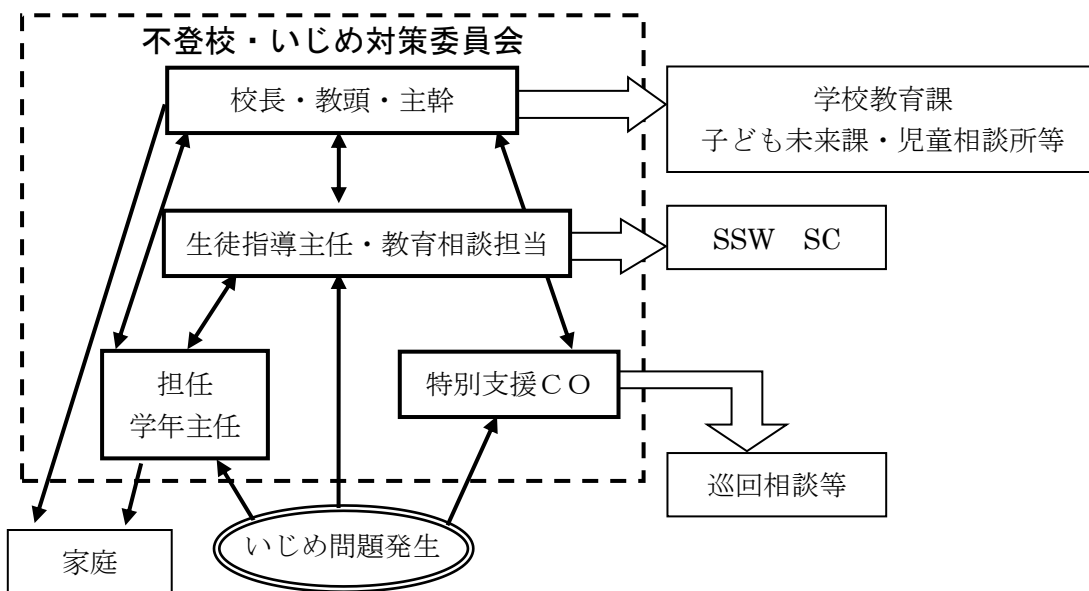 不登校・いじめ対策委員会
校長・教頭・主幹
学校教育課
子ども未来課・児童相談所等
生徒指導主任・教育相談担当
SSW　SC
担任
学年主任
特別支援ＣＯ
巡回相談等
いじめ問題発生
家庭